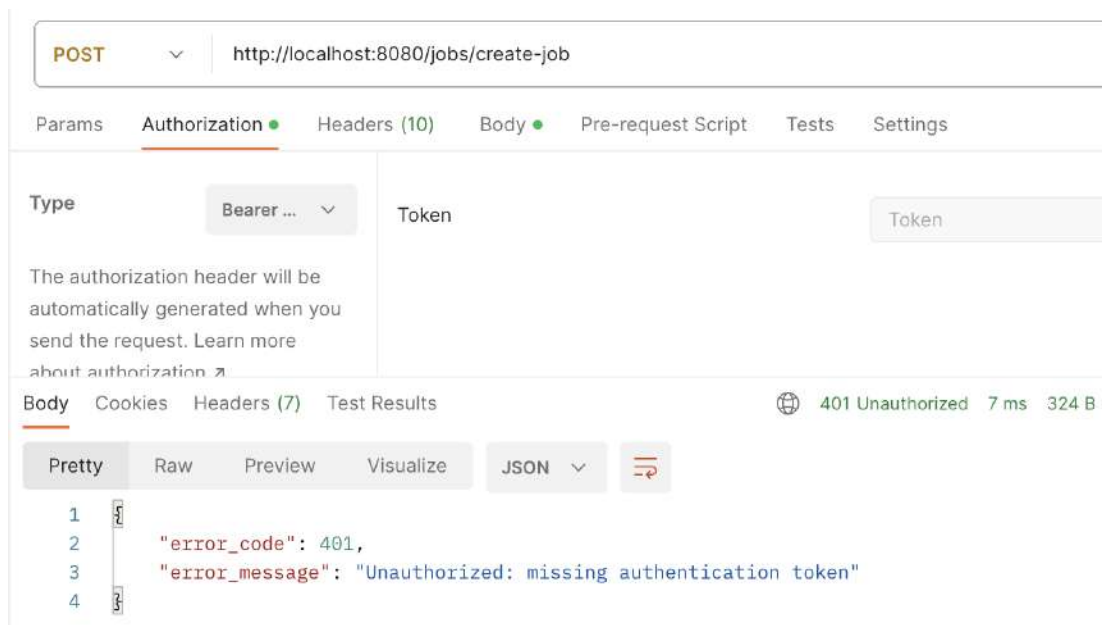 POST http://localhost:8080/jobs/create-job
Params Authorization Headers (10) Body Pre-request Script Tests Settings
Type Bearer ... Token Token
The authorization header will be
automatically generated when you
send the request. Learn more
about authorization ↗
Body Cookies Headers (7) Test Results 401 Unauthorized 7 ms 324 B
Pretty Raw Preview Visualize JSON
1 {
2 "error_code": 401,
3 "error_message": "Unauthorized: missing authentication token"
4 }